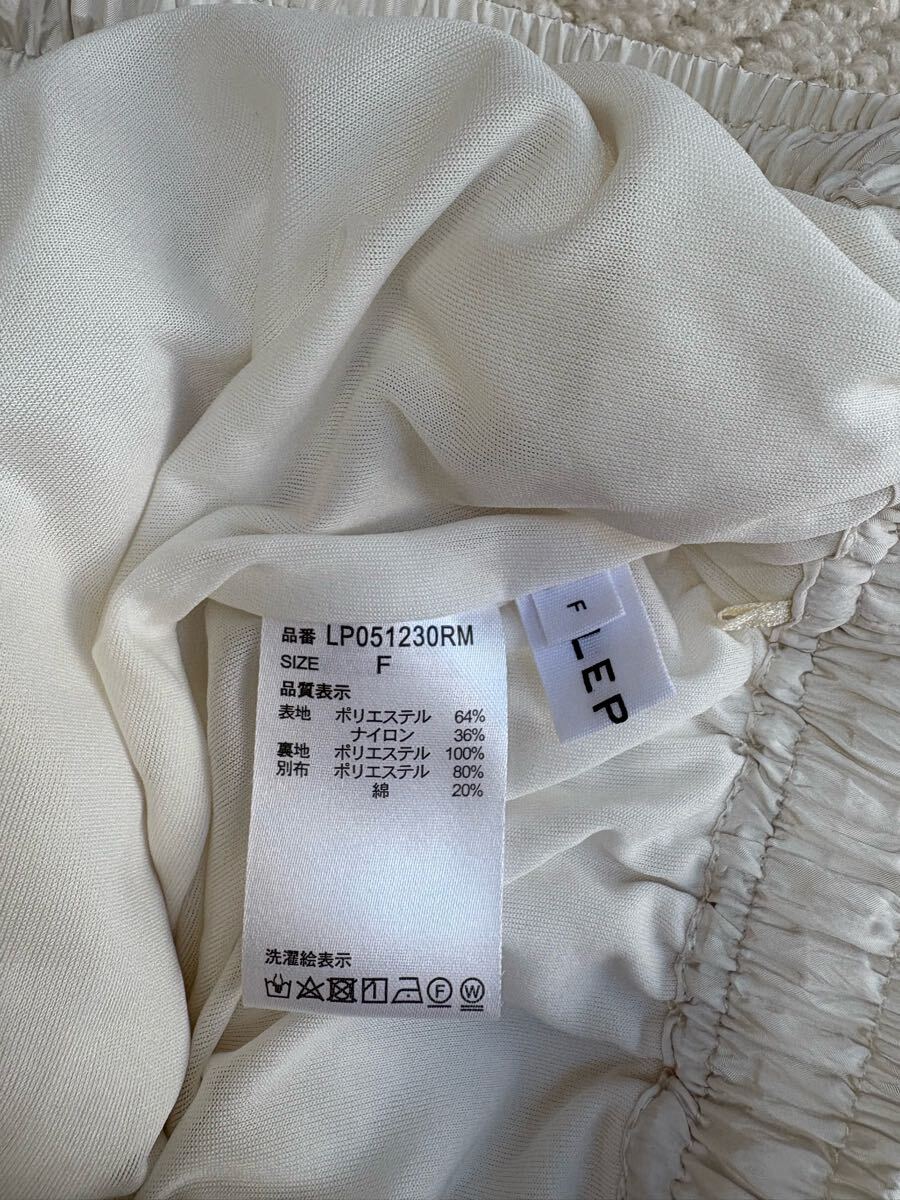 品番 LP051230RM
SIZE F
品質表示
表地 ポリエステル 64%
ナイロン 36%
裏地 ポリエステル 100%
別布 ポリエステル 80%
綿 20%
洗濯絵表示
F W
F
LEP